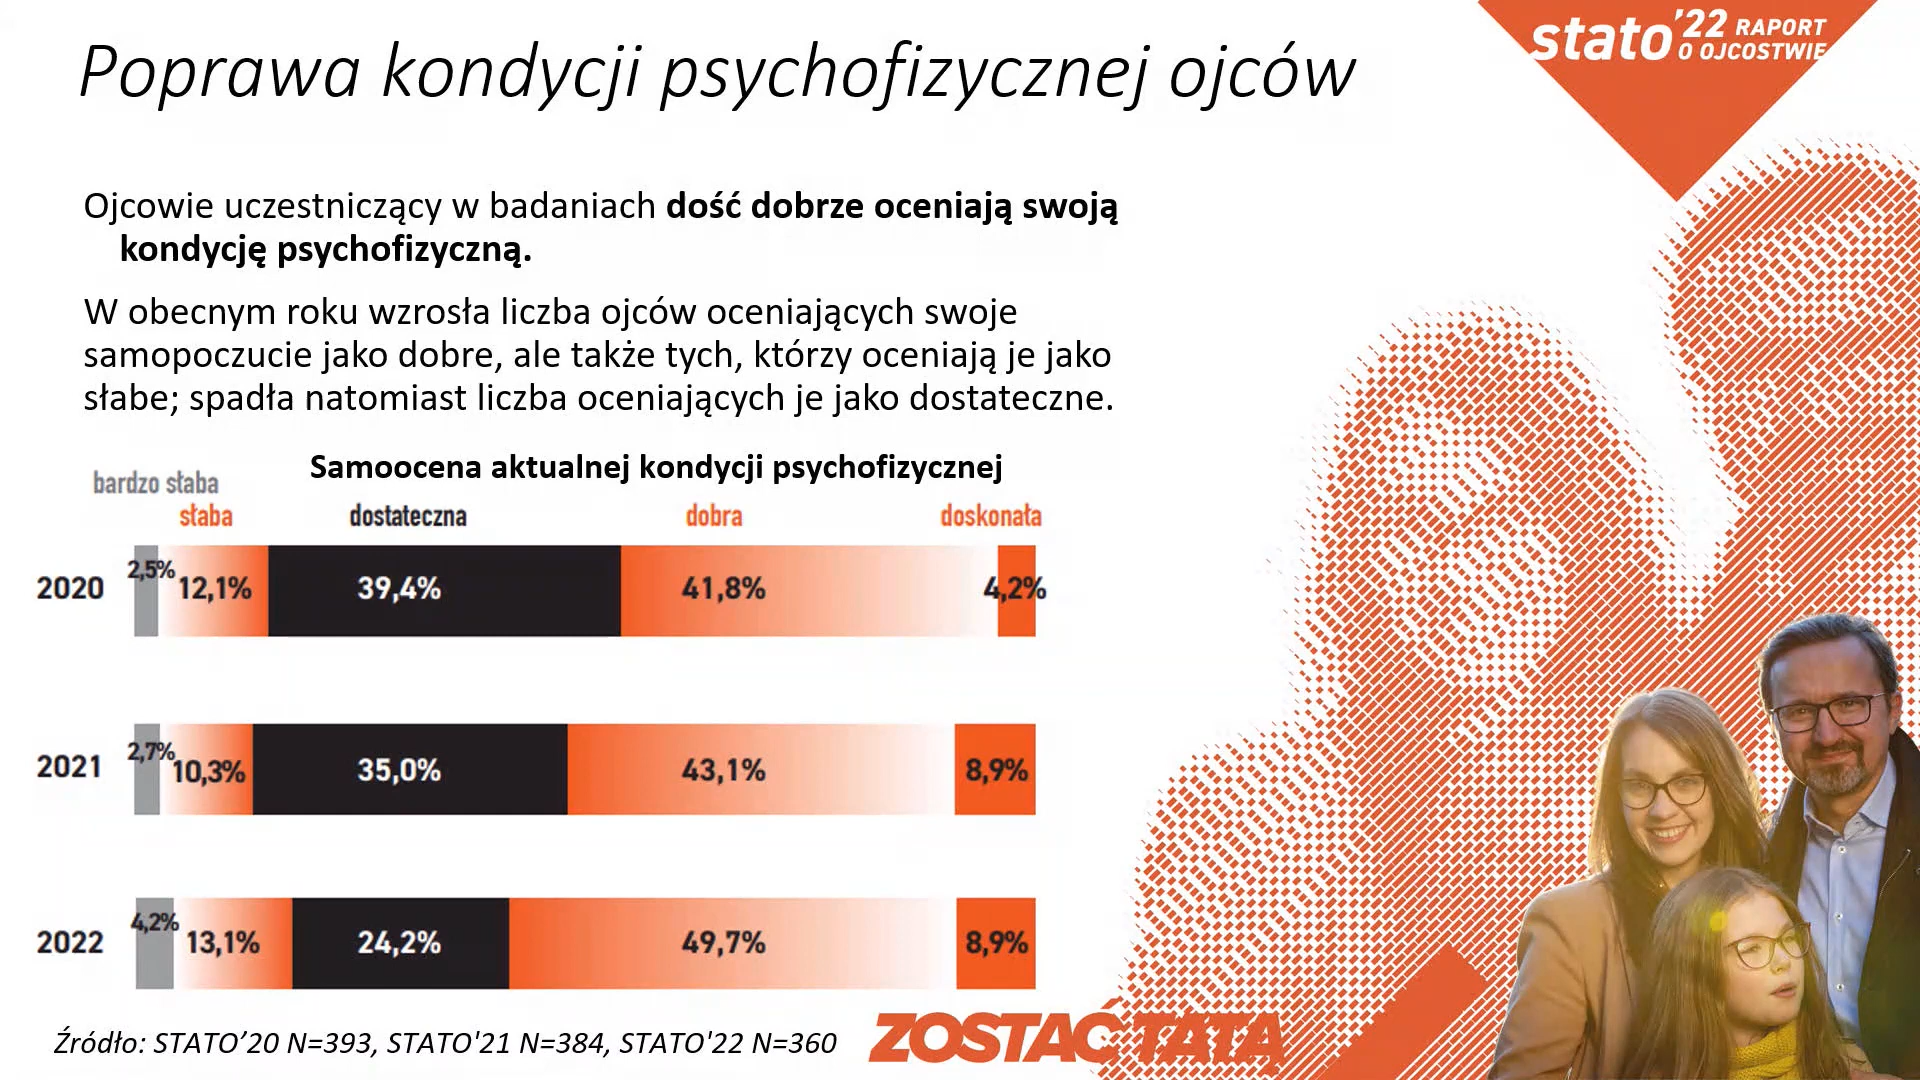 Poprawa kondycji psychofizycznej ojców
stato'22 RAPORT
O OJCOSTWIE
Ojcowie uczestniczący w badaniach dość dobrze oceniają swoją
kondycję psychofizyczną.
W obecnym roku wzrosła liczba ojców oceniających swoje
samopoczucie jako dobre, ale także tych, którzy oceniają je jako
słabe; spadła natomiast liczba oceniających je jako dostateczne.
Samoocena aktualnej kondycji psychofizycznej
bardzo słaba
słaba dostateczna dobra doskonała
2020 2,5% 12,1% 39,4% 41,8% 4,2%
2021 2,7% 10,3% 35,0% 43,1% 8,9%
2022 4,2% 13,1% 24,2% 49,7% 8,9%
Źródło: STATO’20 N=393, STATO'21 N=384, STATO'22 N=360
ZOSTAĆ TATĄ